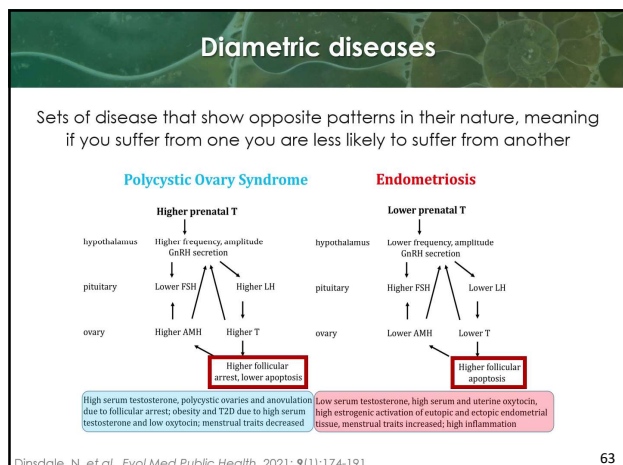 Diametric diseases
Sets of disease that show opposite patterns in their nature, meaning
if you suffer from one you are less likely to suffer from another
Polycystic Ovary Syndrome
Higher prenatal T
hypothalamus
Higher frequency, amplitude
GnRH secretion
pituitary
Lower FSH
Higher LH
ovary
Higher AMH
Higher T
Higher follicular
arrest, lower apoptosis
High serum testosterone, polycystic ovaries and anovulation
due to follicular arrest; obesity and T2D due to high serum
testosterone and low oxytocin; menstrual traits decreased
Endometriosis
Lower prenatal T
hypothalamus
Lower frequency, amplitude
GnRH secretion
pituitary
Higher FSH
Lower LH
ovary
Lower AMH
Lower T
Higher follicular
apoptosis
Low serum testosterone, high serum and uterine oxytocin,
high estrogenic activation of eutopic and ectopic endometrial
tissue, menstrual traits increased; high inflammation
Dinsdale, N. et al., Evol Med Public Health, 2021; 9(1):174-191
63